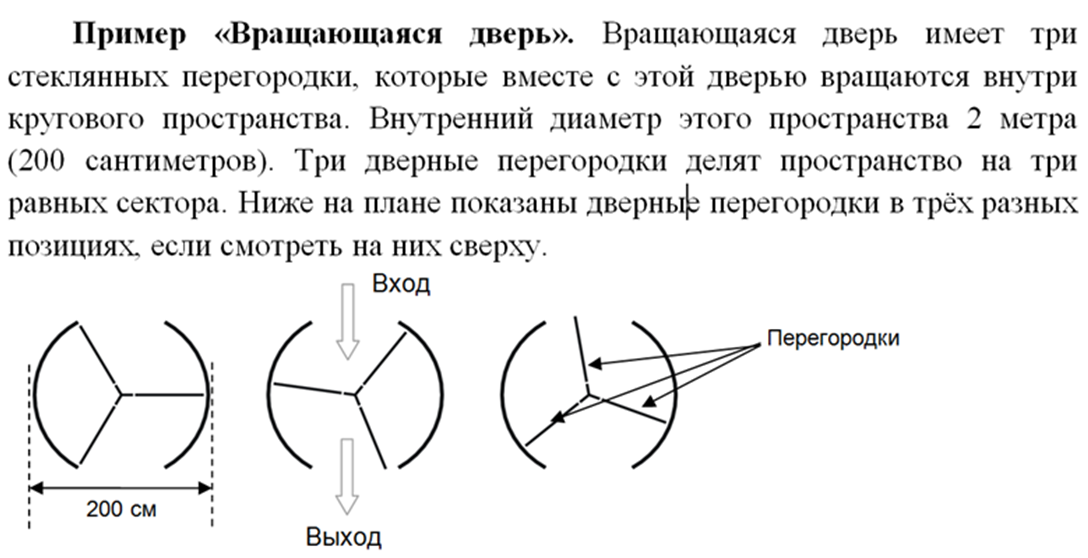 Пример «Вращающаяся дверь». Вращающаяся дверь имеет три
стеклянных перегородки, которые вместе с этой дверью вращаются внутри
кругового пространства. Внутренний диаметр этого пространства 2 метра
(200 сантиметров). Три дверные перегородки делят пространство на три
равных сектора. Ниже на плане показаны дверные перегородки в трёх разных
позициях, если смотреть на них сверху.
Вход
Перегородки
200 см
Выход